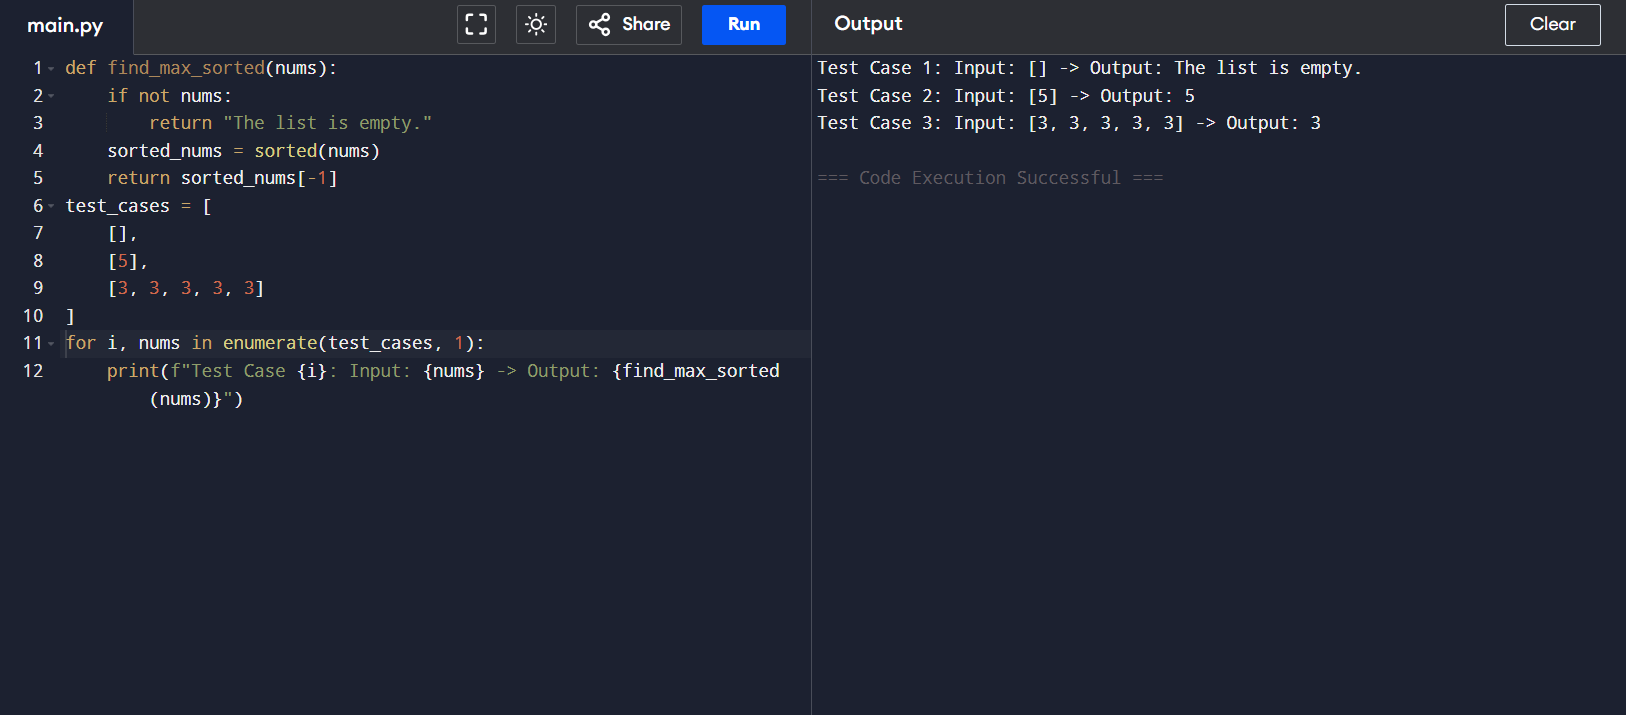 main.py
Share
Run
1 def find_max_sorted(nums):
2     if not nums:
3         return "The list is empty."
4     sorted_nums = sorted(nums)
5     return sorted_nums[-1]
6 test_cases = [
7     [],
8     [5],
9     [3, 3, 3, 3, 3]
10 ]
11 for i, nums in enumerate(test_cases, 1):
12     print(f"Test Case {i}: Input: {nums} -> Output: {find_max_sorted
        (nums)}")
Output
Clear
Test Case 1: Input: [] -> Output: The list is empty.
Test Case 2: Input: [5] -> Output: 5
Test Case 3: Input: [3, 3, 3, 3, 3] -> Output: 3
=== Code Execution Successful ===